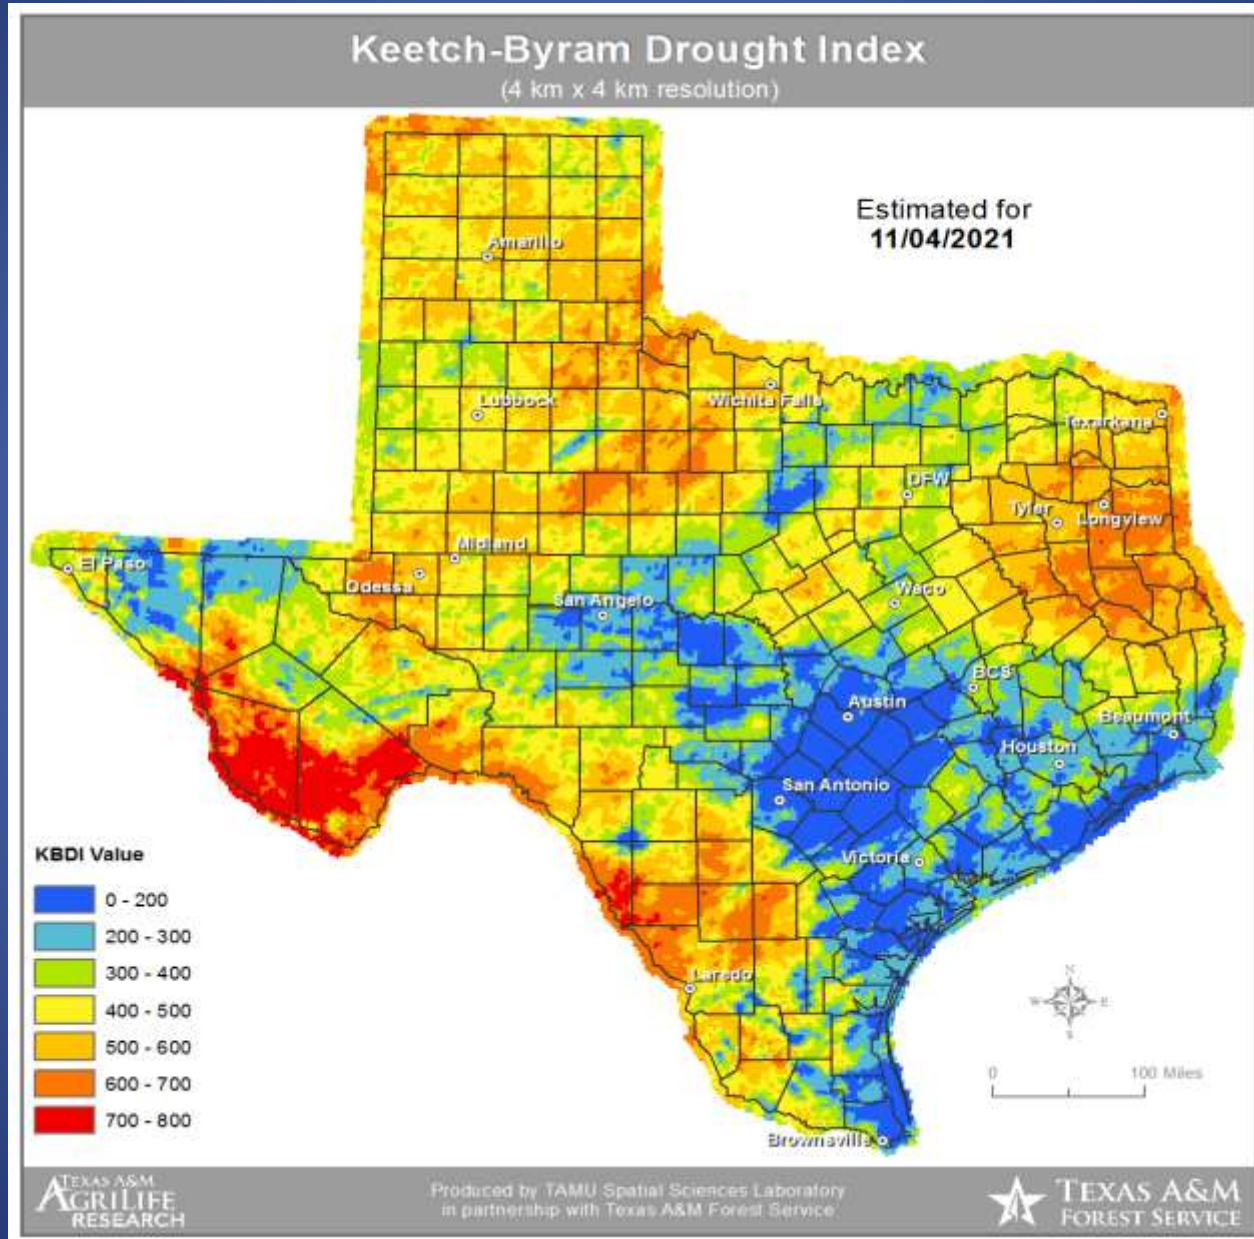 Keetch-Byram Drought Index
(4 km x 4 km resolution)
Estimated for
11/04/2021
Amarillo
Lubbock
Wichita Falls
Texarkana
DFW
Tyler
Longview
El Paso
Midland
Odessa
San Angelo
Waco
BCS
Austin
Beaumont
Houston
San Antonio
Victoria
Laredo
Brownsville
KBDI Value
0 - 200
200 - 300
300 - 400
400 - 500
500 - 600
600 - 700
700 - 800
N
W E
S
0 100 Miles
TEXAS A&M
AGRILIFE
RESEARCH
Produced by TAMU Spatial Sciences Laboratory
in partnership with Texas A&M Forest Service
TEXAS A&M
FOREST SERVICE